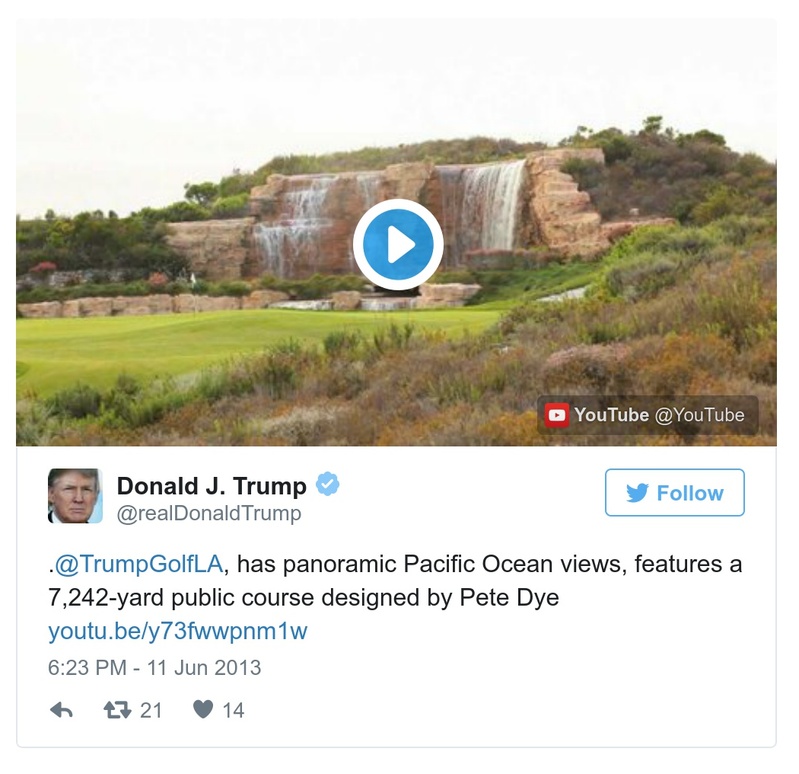 YouTube @YouTube
Donald J. Trump
@realDonaldTrump
Follow
.@TrumpGolfLA, has panoramic Pacific Ocean views, features a
7,242-yard public course designed by Pete Dye
youtu.be/y73fwwpnm1w
6:23 PM - 11 Jun 2013
21 14